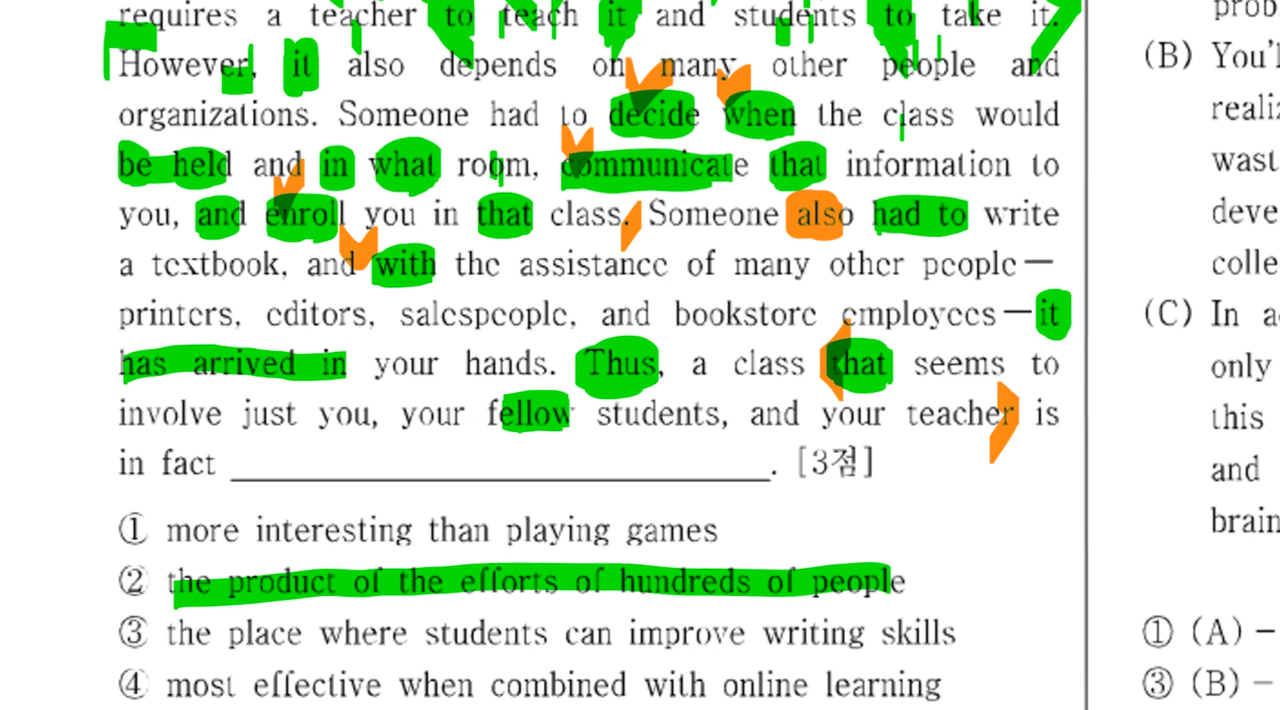 requires a teacher to teach it and students to take it.
However, it also depends on many other people and
organizations. Someone had to decide when the class would
be held and in what room, communicate that information to
you, and enroll you in that class. Someone also had to write
a textbook, and with the assistance of many other people—
printers, editors, salespeople, and bookstore employees—it
has arrived in your hands. Thus, a class that seems to
involve just you, your fellow students, and your teacher is
in fact ______________. [3점]
① more interesting than playing games
② the product of the efforts of hundreds of people
③ the place where students can improve writing skills
④ most effective when combined with online learning
(B) You'l
reali
wast
deve
colle
(C) In a
only
this
and
brain
① (A) −
③ (B) −